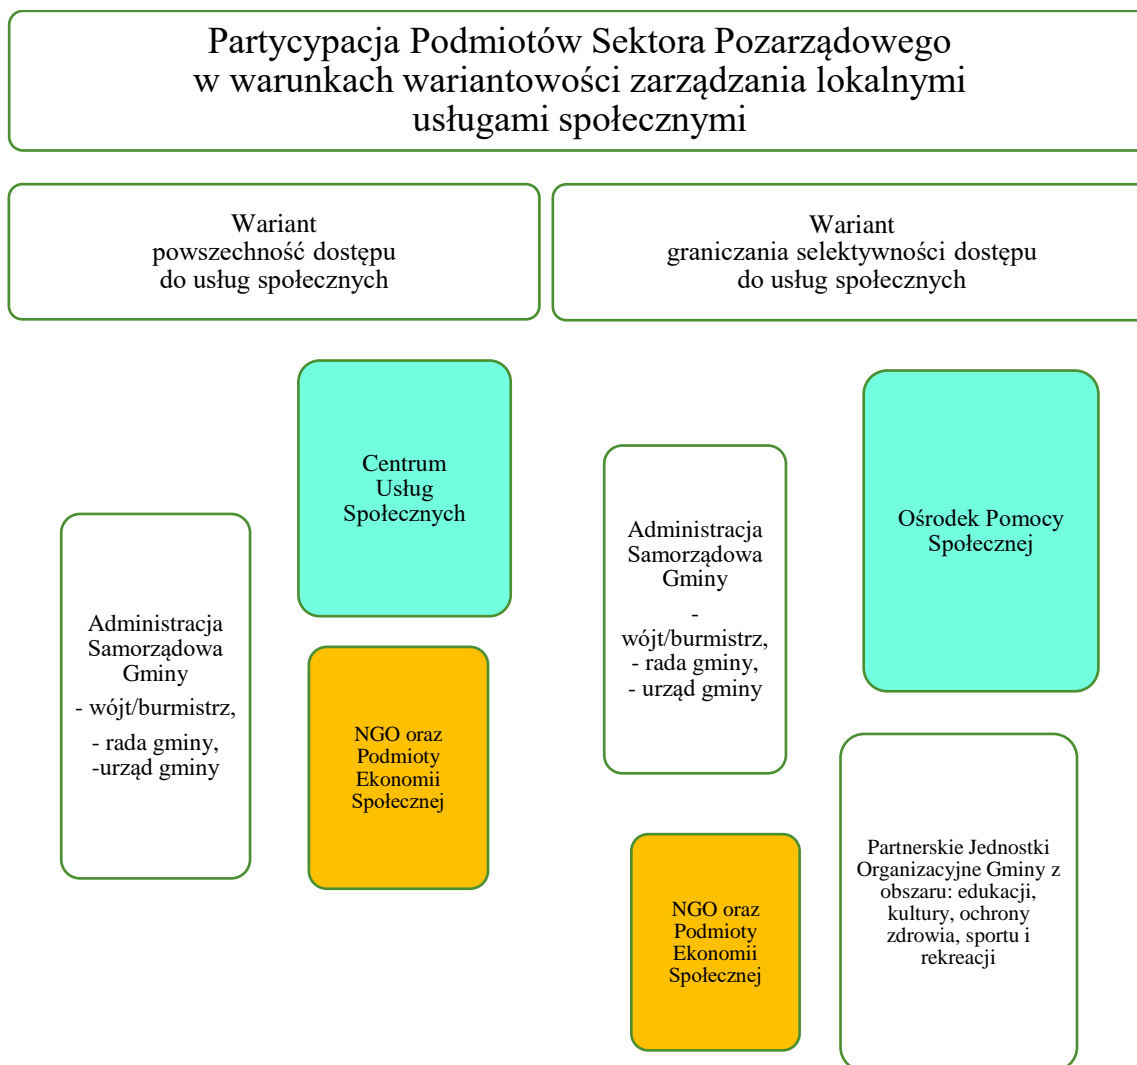 Partycypacja Podmiotów Sektora Pozarządowego
w warunkach wariantowości zarządzania lokalnymi
usługami społecznymi
Wariant
powszechność dostępu
do usług społecznych
Wariant
graniczania selektywności dostępu
do usług społecznych
Administracja
Samorządowa
Gminy
- wójt/burmistrz,
- rada gminy,
-urząd gminy
Centrum
Usług
Społecznych
NGO oraz
Podmioty
Ekonomii
Społecznej
Administracja
Samorządowa
Gminy
-
wójt/burmistrz,
- rada gminy,
- urząd gminy
NGO oraz
Podmioty
Ekonomii
Społecznej
Ośrodek Pomocy
Społecznej
Partnerskie Jednostki
Organizacyjne Gminy z
obszaru: edukacji,
kultury, ochrony
zdrowia, sportu i
rekreacji